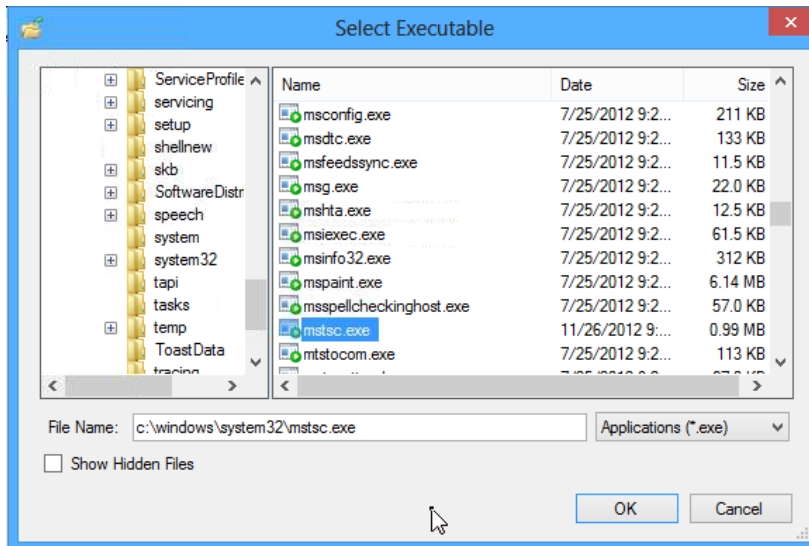 Select Executable
ServiceProfile
servicing
setup
shellnew
skb
SoftwareDistr
speech
system
system32
tapi
tasks
temp
ToastData
tracing
Name Date Size
msconfig.exe 7/25/2012 9:2... 211 KB
msdtc.exe 7/25/2012 9:2... 133 KB
msfeedssync.exe 7/25/2012 9:2... 11.5 KB
msg.exe 7/25/2012 9:2... 22.0 KB
mshta.exe 7/25/2012 9:2... 12.5 KB
msiexec.exe 7/25/2012 9:2... 61.5 KB
msinfo32.exe 7/25/2012 9:2... 312 KB
mspaint.exe 7/25/2012 9:2... 6.14 MB
msspellcheckinghost.exe 7/25/2012 9:2... 57.0 KB
mstsc.exe 11/26/2012 9:... 0.99 MB
mtstocom.exe 7/25/2012 9:2... 113 KB
File Name: c:\windows\system32\mstsc.exe Applications (*.exe)
Show Hidden Files
OK Cancel